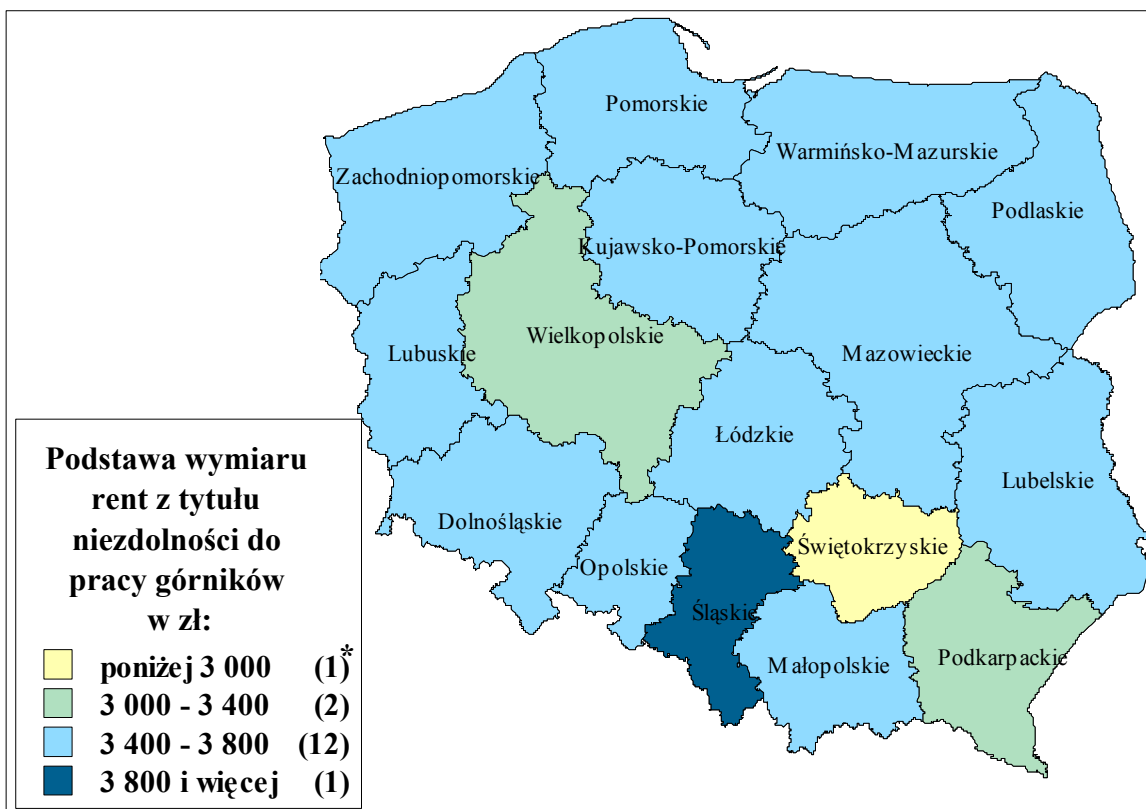 Pomorskie
Warmińsko-Mazurskie
Zachodniopomorskie
Podlaskie
Kujawsko-Pomorskie
Wielkopolskie
Lubuskie
Mazowieckie
Łódzkie
Lubelskie
Dolnośląskie
Świętokrzyskie
Opolskie
Śląskie
Małopolskie
Podkarpackie
Podstawa wymiaru
rent z tytułu
niezdolności do
pracy górników
w zł:
poniżej 3 000 (1)*
3 000 - 3 400 (2)
3 400 - 3 800 (12)
3 800 i więcej (1)